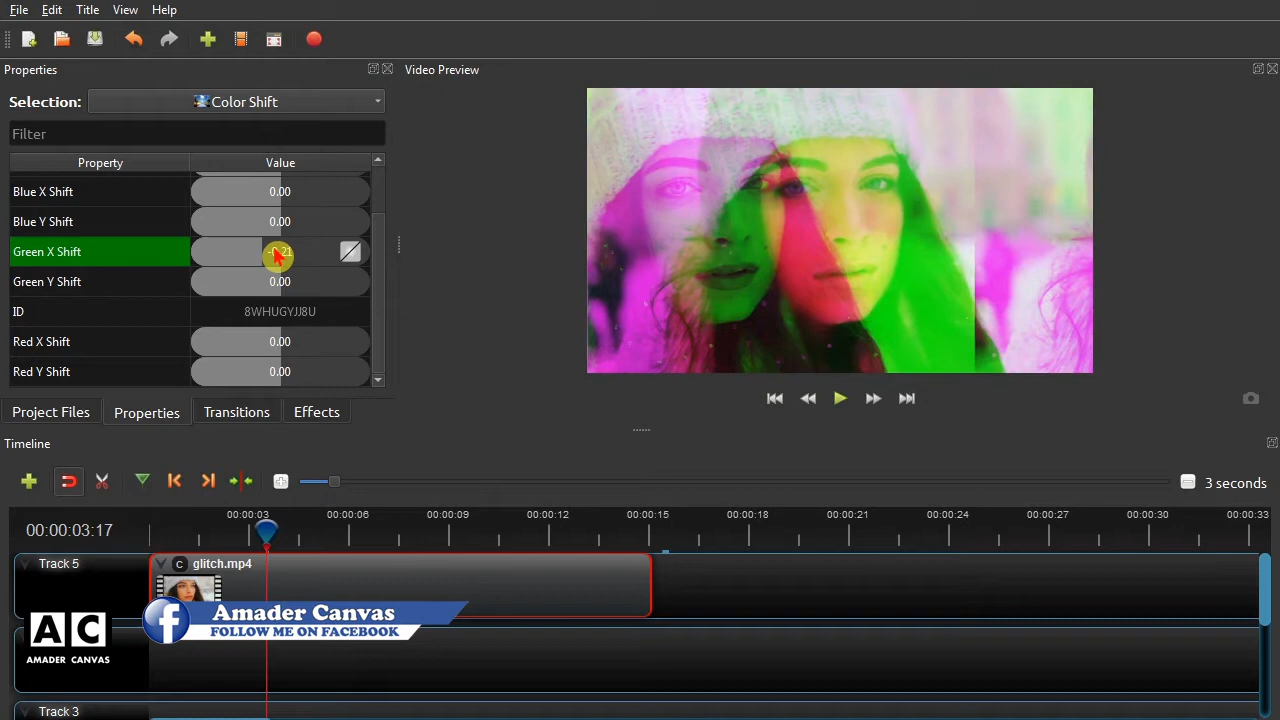 File Edit Title View Help
Properties
Video Preview
Selection: Color Shift
Filter
Property Value
Blue X Shift 0.00
Blue Y Shift 0.00
Green X Shift
Green Y Shift 0.00
ID 8WHUGYJJ8U
Red X Shift 0.00
Red Y Shift 0.00
Project Files Properties Transitions Effects
Timeline
3 seconds
00:00:03:17
00:00:03 00:00:06 00:00:09 00:00:12 00:00:15 00:00:18 00:00:21 00:00:24 00:00:27 00:00:30 00:00:33
Track 5
C glitch.mp4
AC
AMADER CANVAS
f
Amader Canvas
FOLLOW ME ON FACEBOOK
Track 3